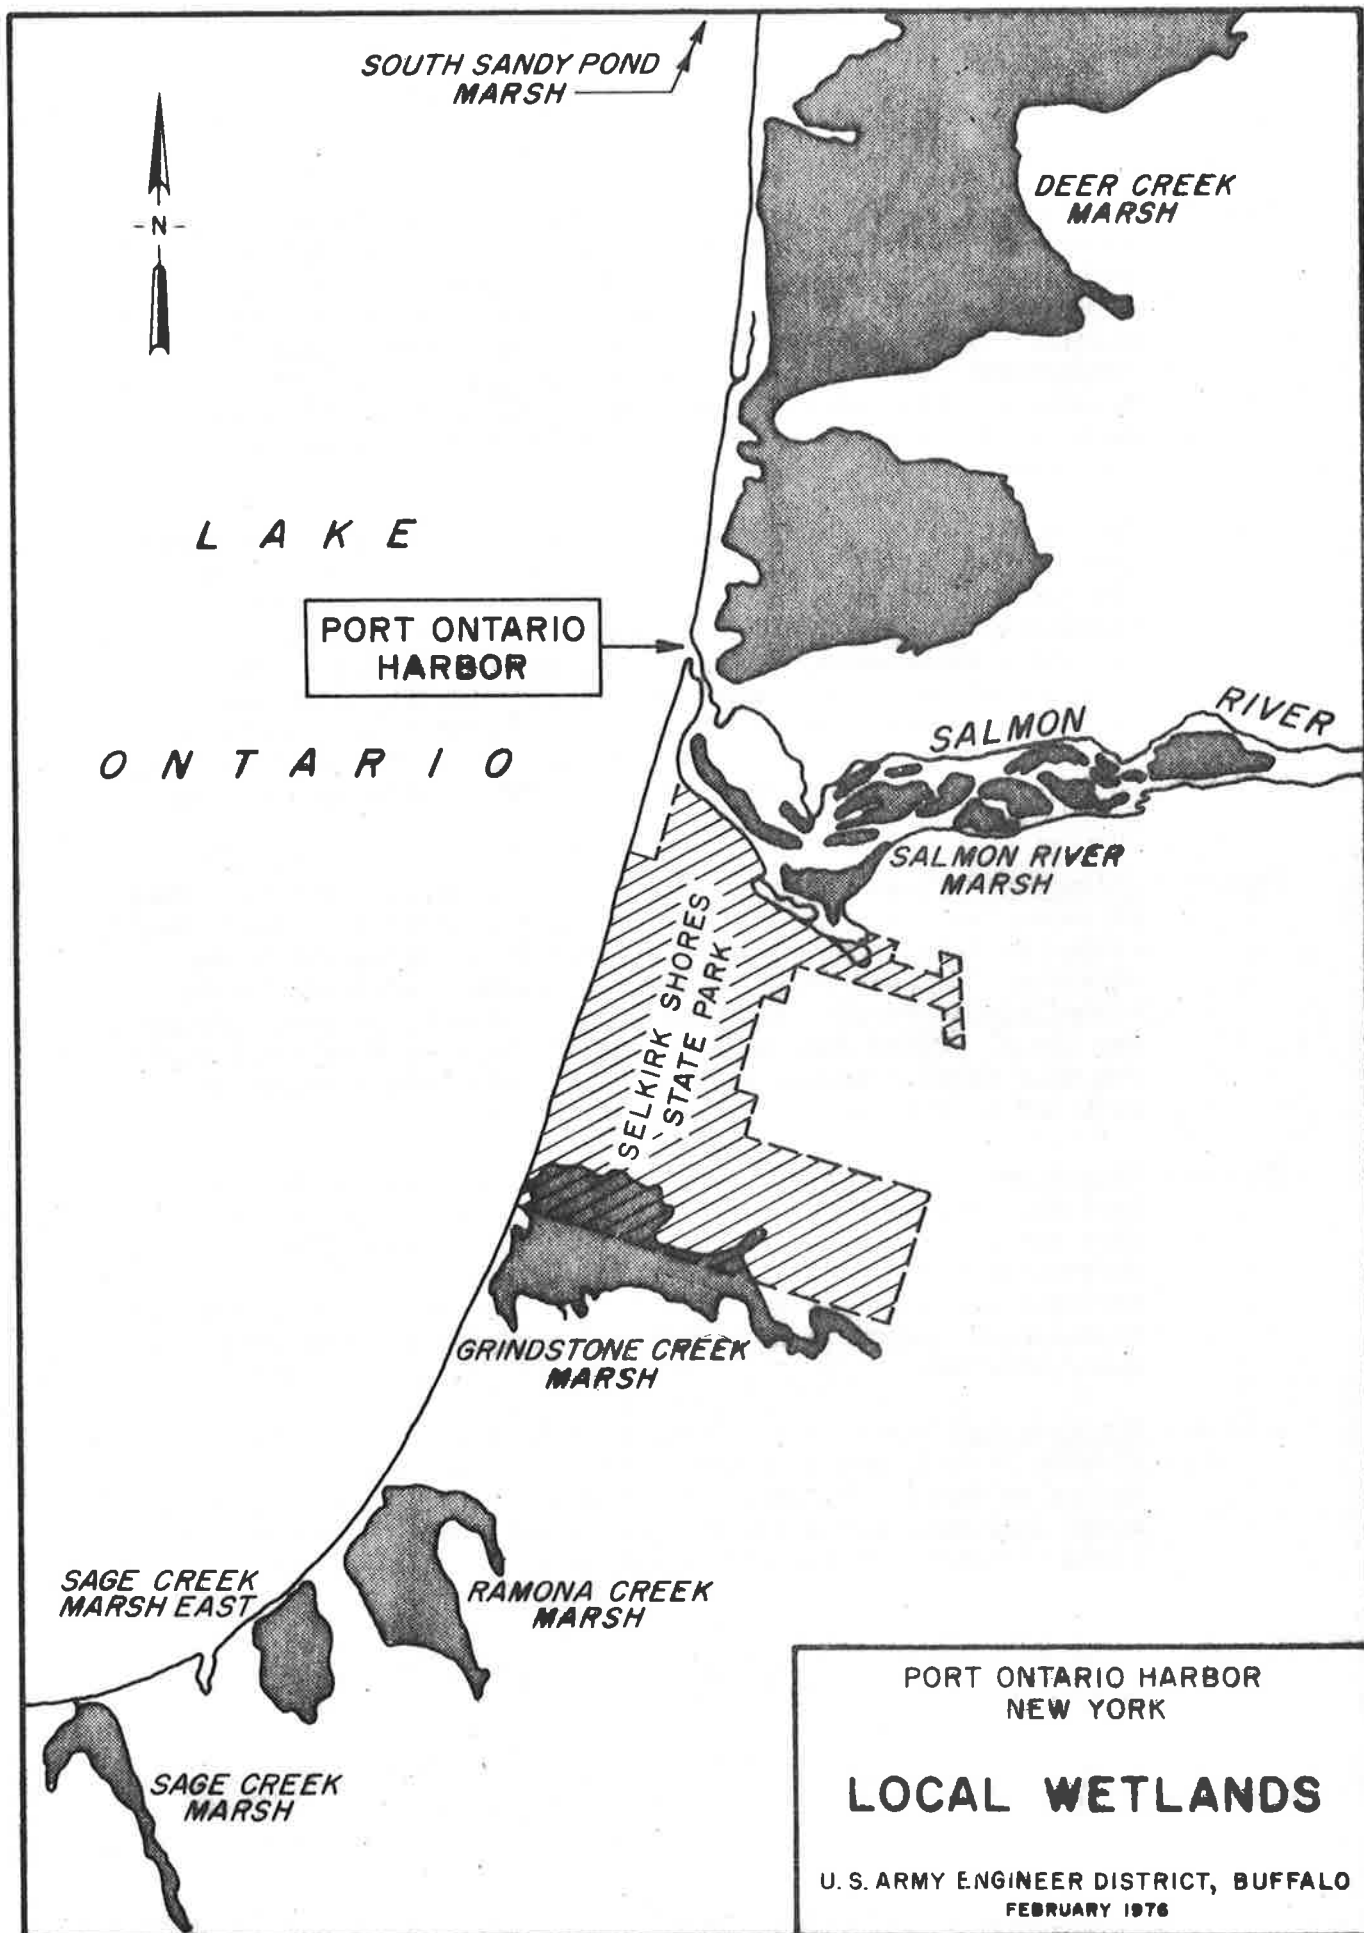 SOUTH SANDY POND
MARSH
N
DEER CREEK
MARSH
LAKE
PORT ONTARIO
HARBOR
ONTARIO
SALMON
RIVER
SALMON RIVER
MARSH
SELKIRK SHORES
STATE PARK
GRINDSTONE CREEK
MARSH
SAGE CREEK
MARSH EAST
RAMONA CREEK
MARSH
SAGE CREEK
MARSH
PORT ONTARIO HARBOR
NEW YORK
LOCAL WETLANDS
U. S. ARMY ENGINEER DISTRICT, BUFFALO
FEBRUARY 1976